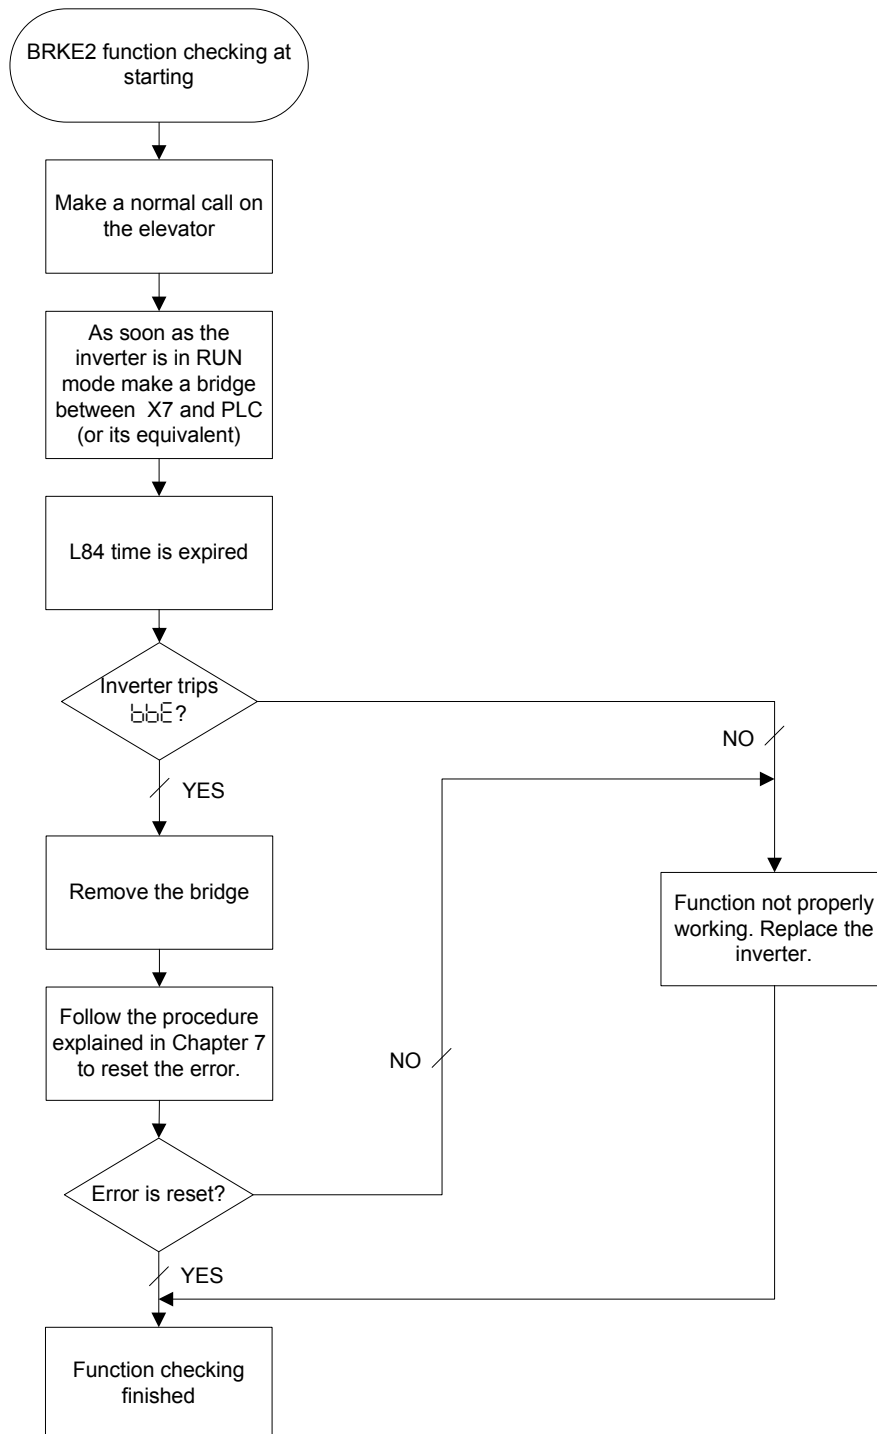 BRKE2 function checking at
starting
Make a normal call on
the elevator
As soon as the
inverter is in RUN
mode make a bridge
between X7 and PLC
(or its equivalent)
L84 time is expired
Inverter trips
bbE?
NO
YES
Remove the bridge
Function not properly
working. Replace the
inverter.
Follow the procedure
explained in Chapter 7
to reset the error.
NO
Error is reset?
YES
Function checking
finished